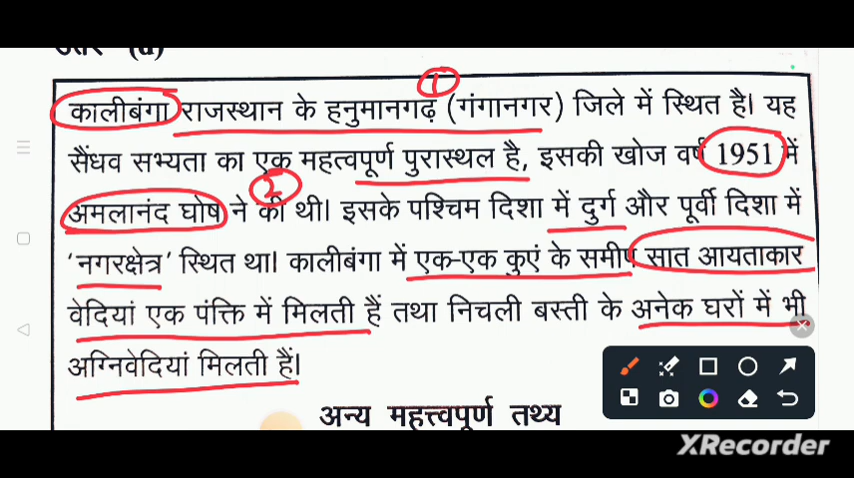 उत्तर (d)
1
कालीबंगा राजस्थान के हनुमानगढ़ (गंगानगर) जिले में स्थित है। यह
सैंधव सभ्यता का एक महत्वपूर्ण पुरास्थल है, इसकी खोज वर्ष 1951 में
2
अमलानंद घोष ने की थी। इसके पश्चिम दिशा में दुर्ग और पूर्वी दिशा में
'नगरक्षेत्र' स्थित था। कालीबंगा में एक-एक कुएं के समीप सात आयताकार
वेदियां एक पंक्ति में मिलती हैं तथा निचली बस्ती के अनेक घरों में भी
अग्निवेदियां मिलती हैं।
अन्य महत्त्वपूर्ण तथ्य
XRecorder